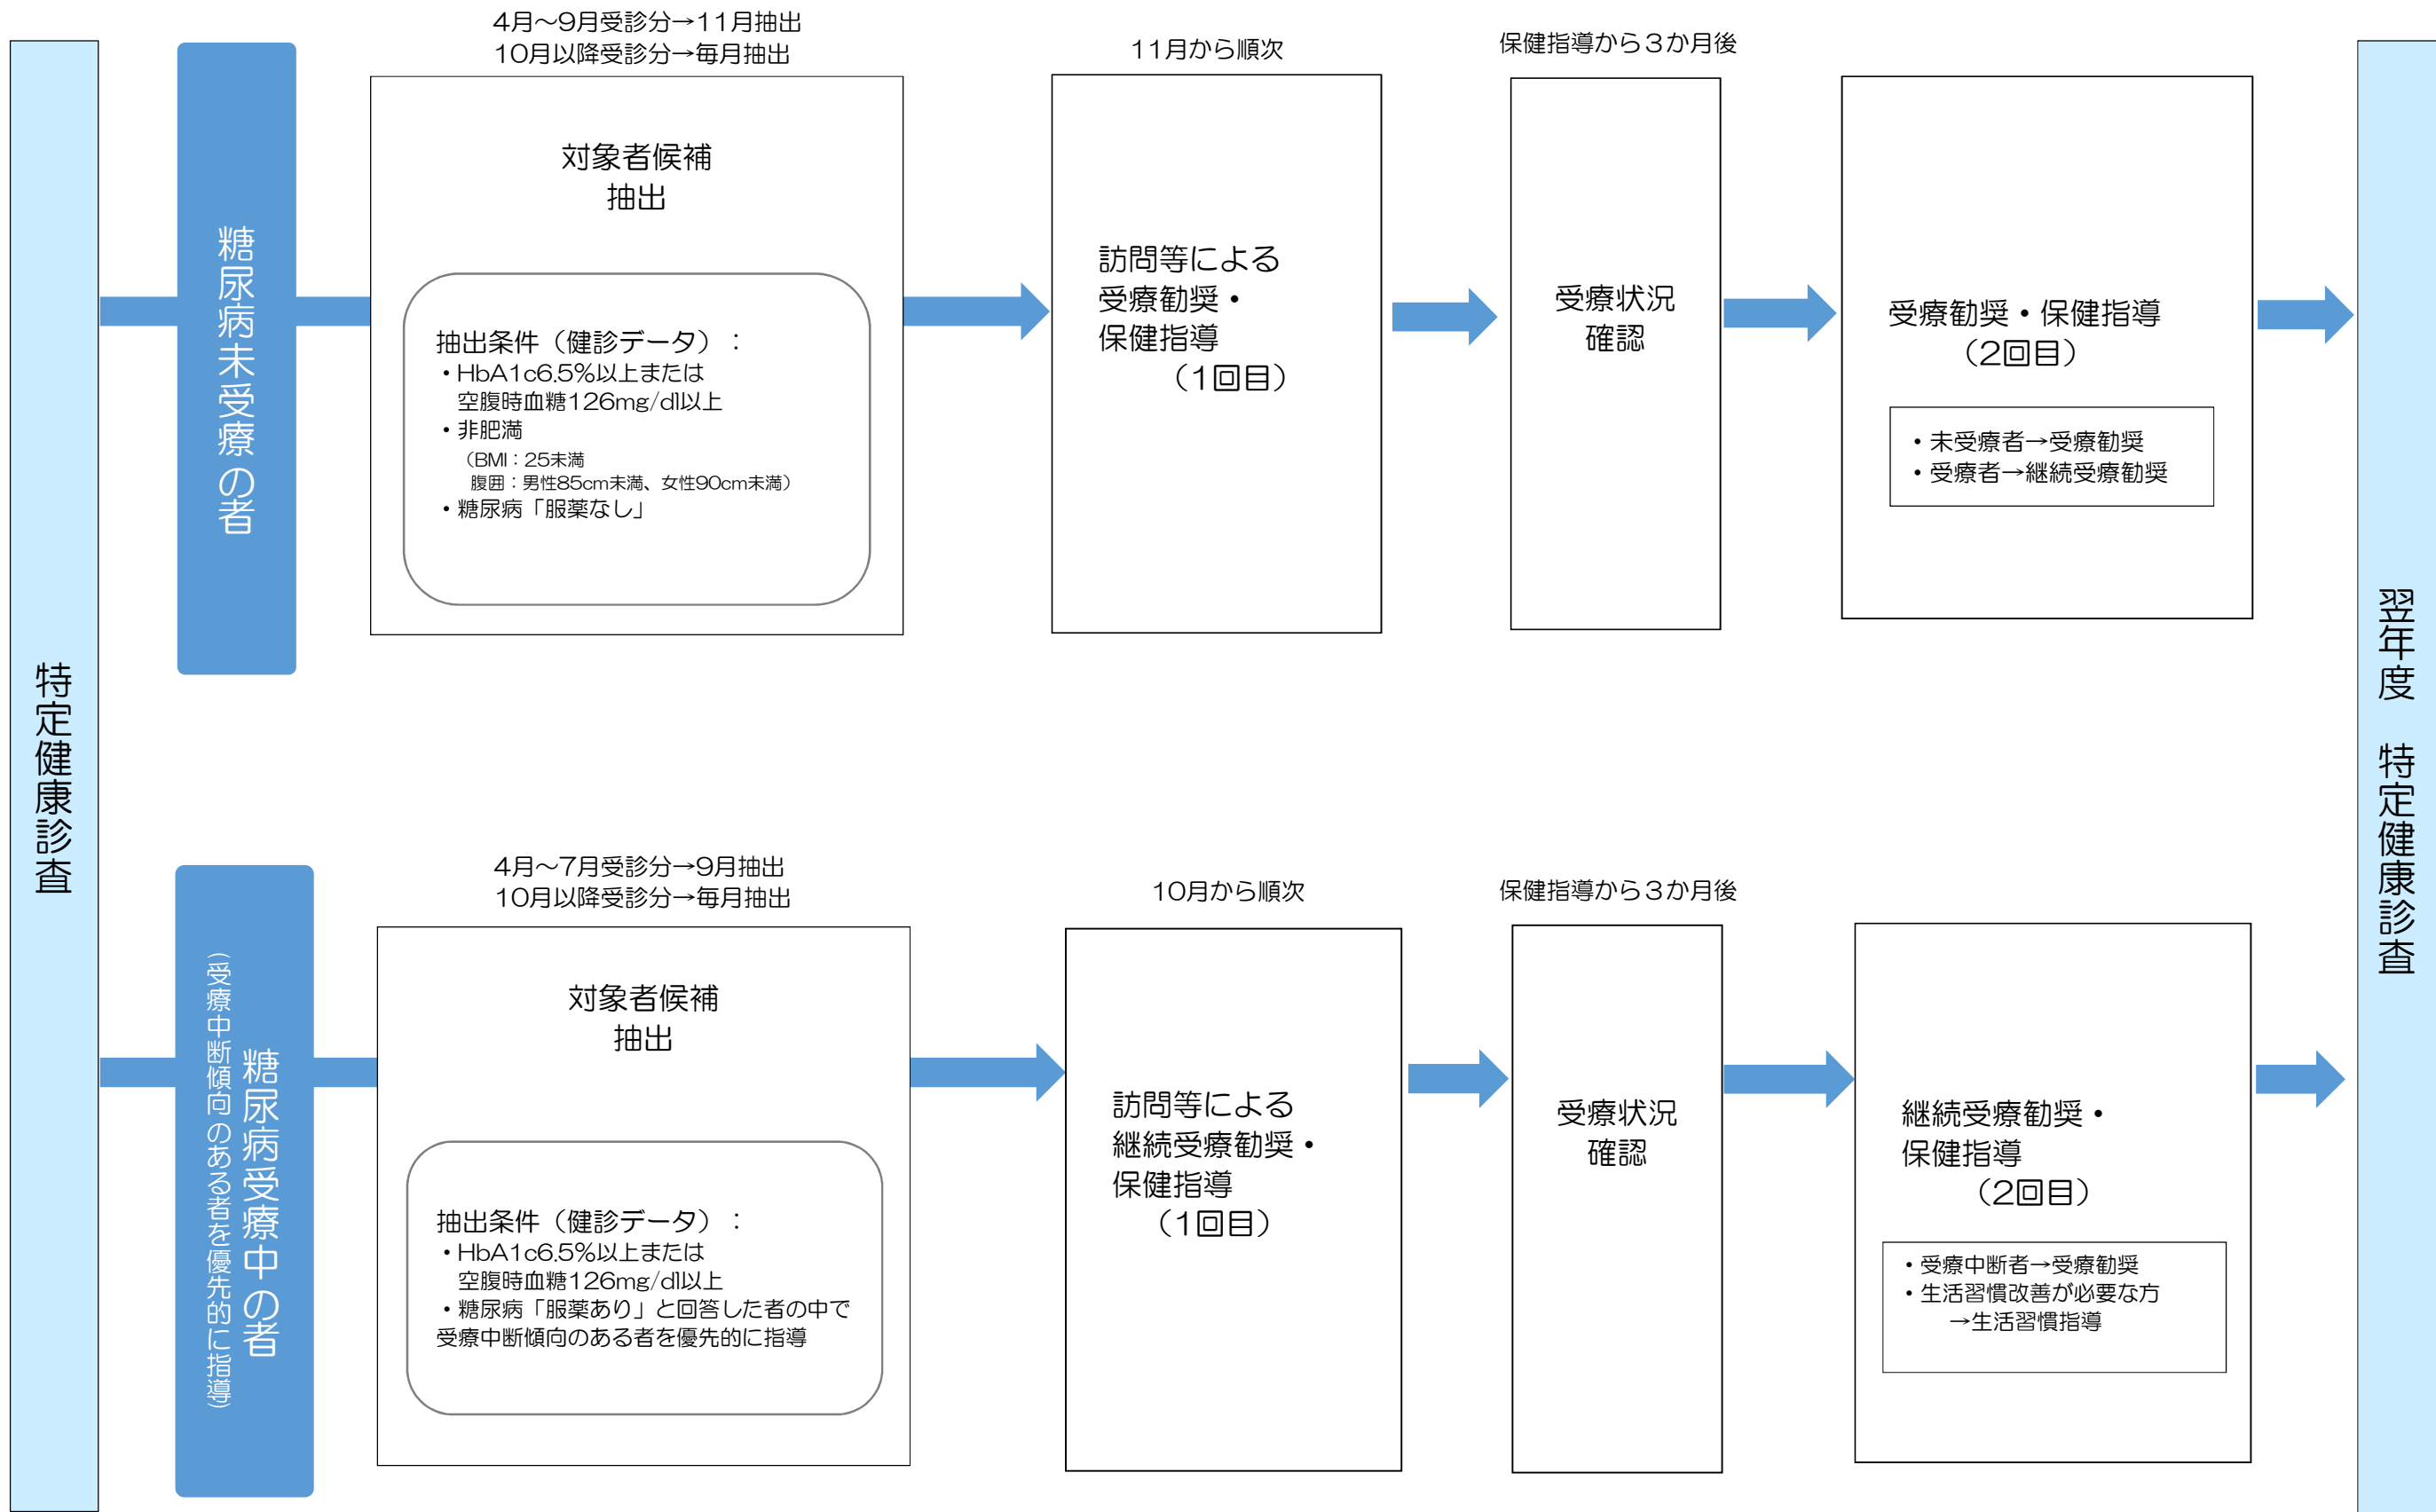 特定健康診査
糖尿病未受療の者
4月～9月受診分→11月抽出
10月以降受診分→毎月抽出
対象者候補
抽出
抽出条件（健診データ）：
・HbA1c6.5%以上または
空腹時血糖126mg/dl以上
・非肥満
（BMI：25未満
腹囲：男性85cm未満、女性90cm未満）
・糖尿病「服薬なし」
11月から順次
訪問等による
受療勧奨・
保健指導
（1回目）
保健指導から３か月後
受療状況
確認
受療勧奨・保健指導
（2回目）
・未受療者→受療勧奨
・受療者→継続受療勧奨
糖尿病受療中の者
（受療中断傾向のある者を優先的に指導）
4月～7月受診分→9月抽出
10月以降受診分→毎月抽出
対象者候補
抽出
抽出条件（健診データ）：
・HbA1c6.5%以上または
空腹時血糖126mg/dl以上
・糖尿病「服薬あり」と回答した者の中で
受療中断傾向のある者を優先的に指導
10月から順次
訪問等による
継続受療勧奨・
保健指導
（1回目）
保健指導から３か月後
受療状況
確認
継続受療勧奨・
保健指導
（2回目）
・受療中断者→受療勧奨
・生活習慣改善が必要な方
→生活習慣指導
翌年度　特定健康診査